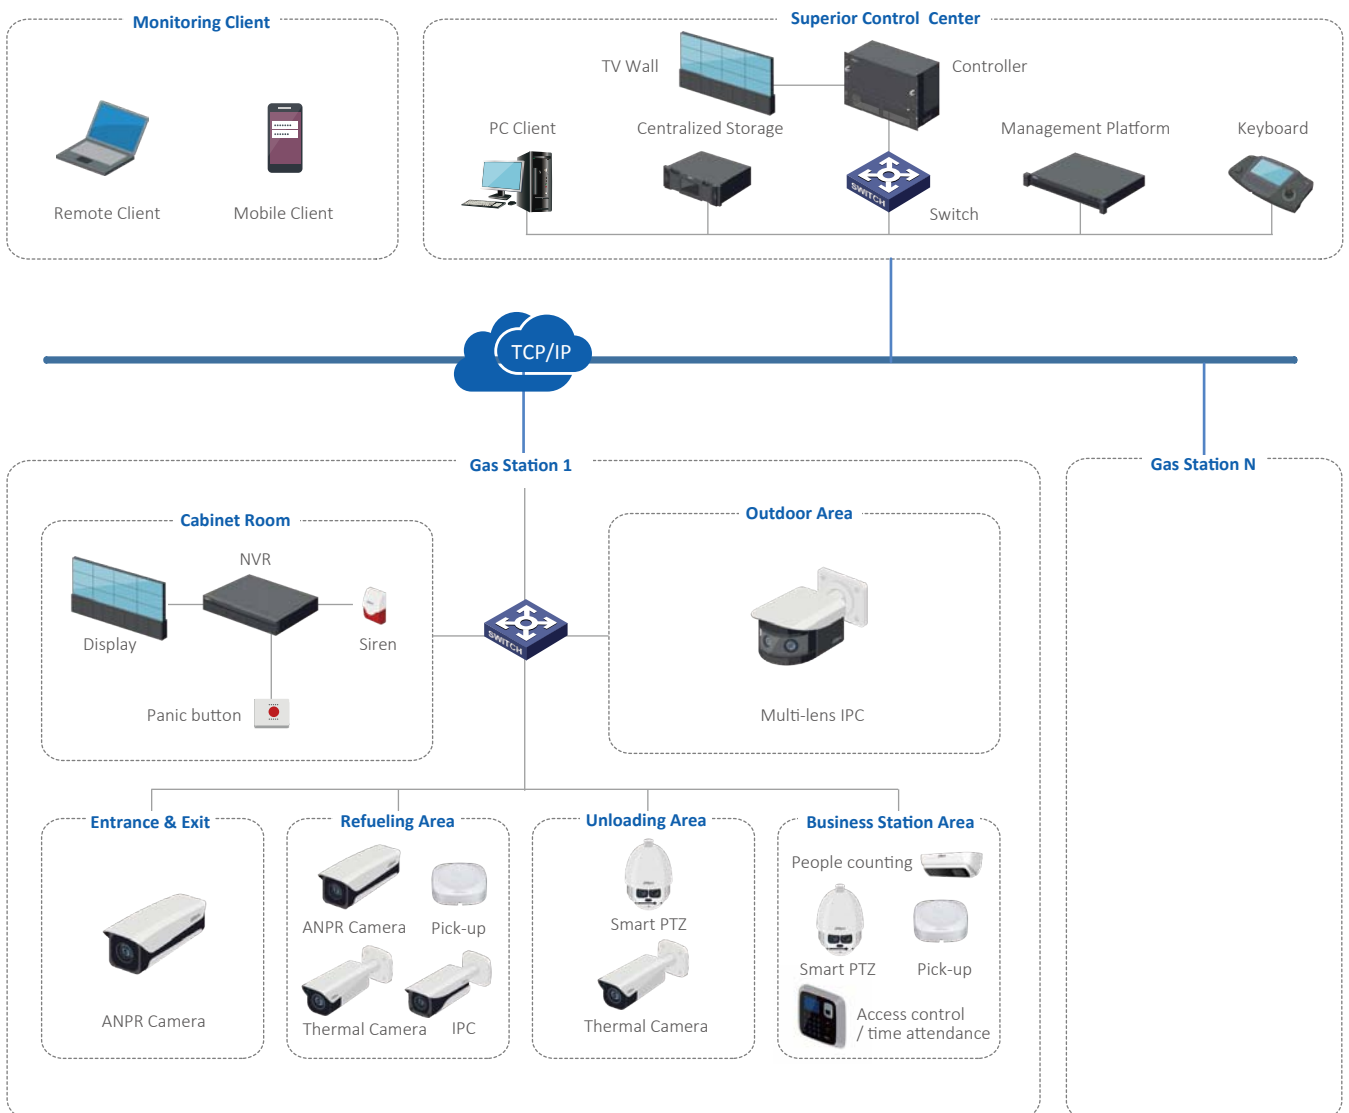 Monitoring Client
Superior Control Center
TV Wall
Controller
PC Client
Centralized Storage
Management Platform
Keyboard
SWITCH
Remote Client
Mobile Client
Switch
TCP/IP
Gas Station 1
Gas Station N
Cabinet Room
Outdoor Area
NVR
SWITCH
Display
Siren
Panic button
Multi-lens IPC
Entrance & Exit
Refueling Area
Unloading Area
Business Station Area
People counting
ANPR Camera
Pick-up
Smart PTZ
Smart PTZ
Pick-up
ANPR Camera
Thermal Camera
IPC
Thermal Camera
Access control
/ time attendance